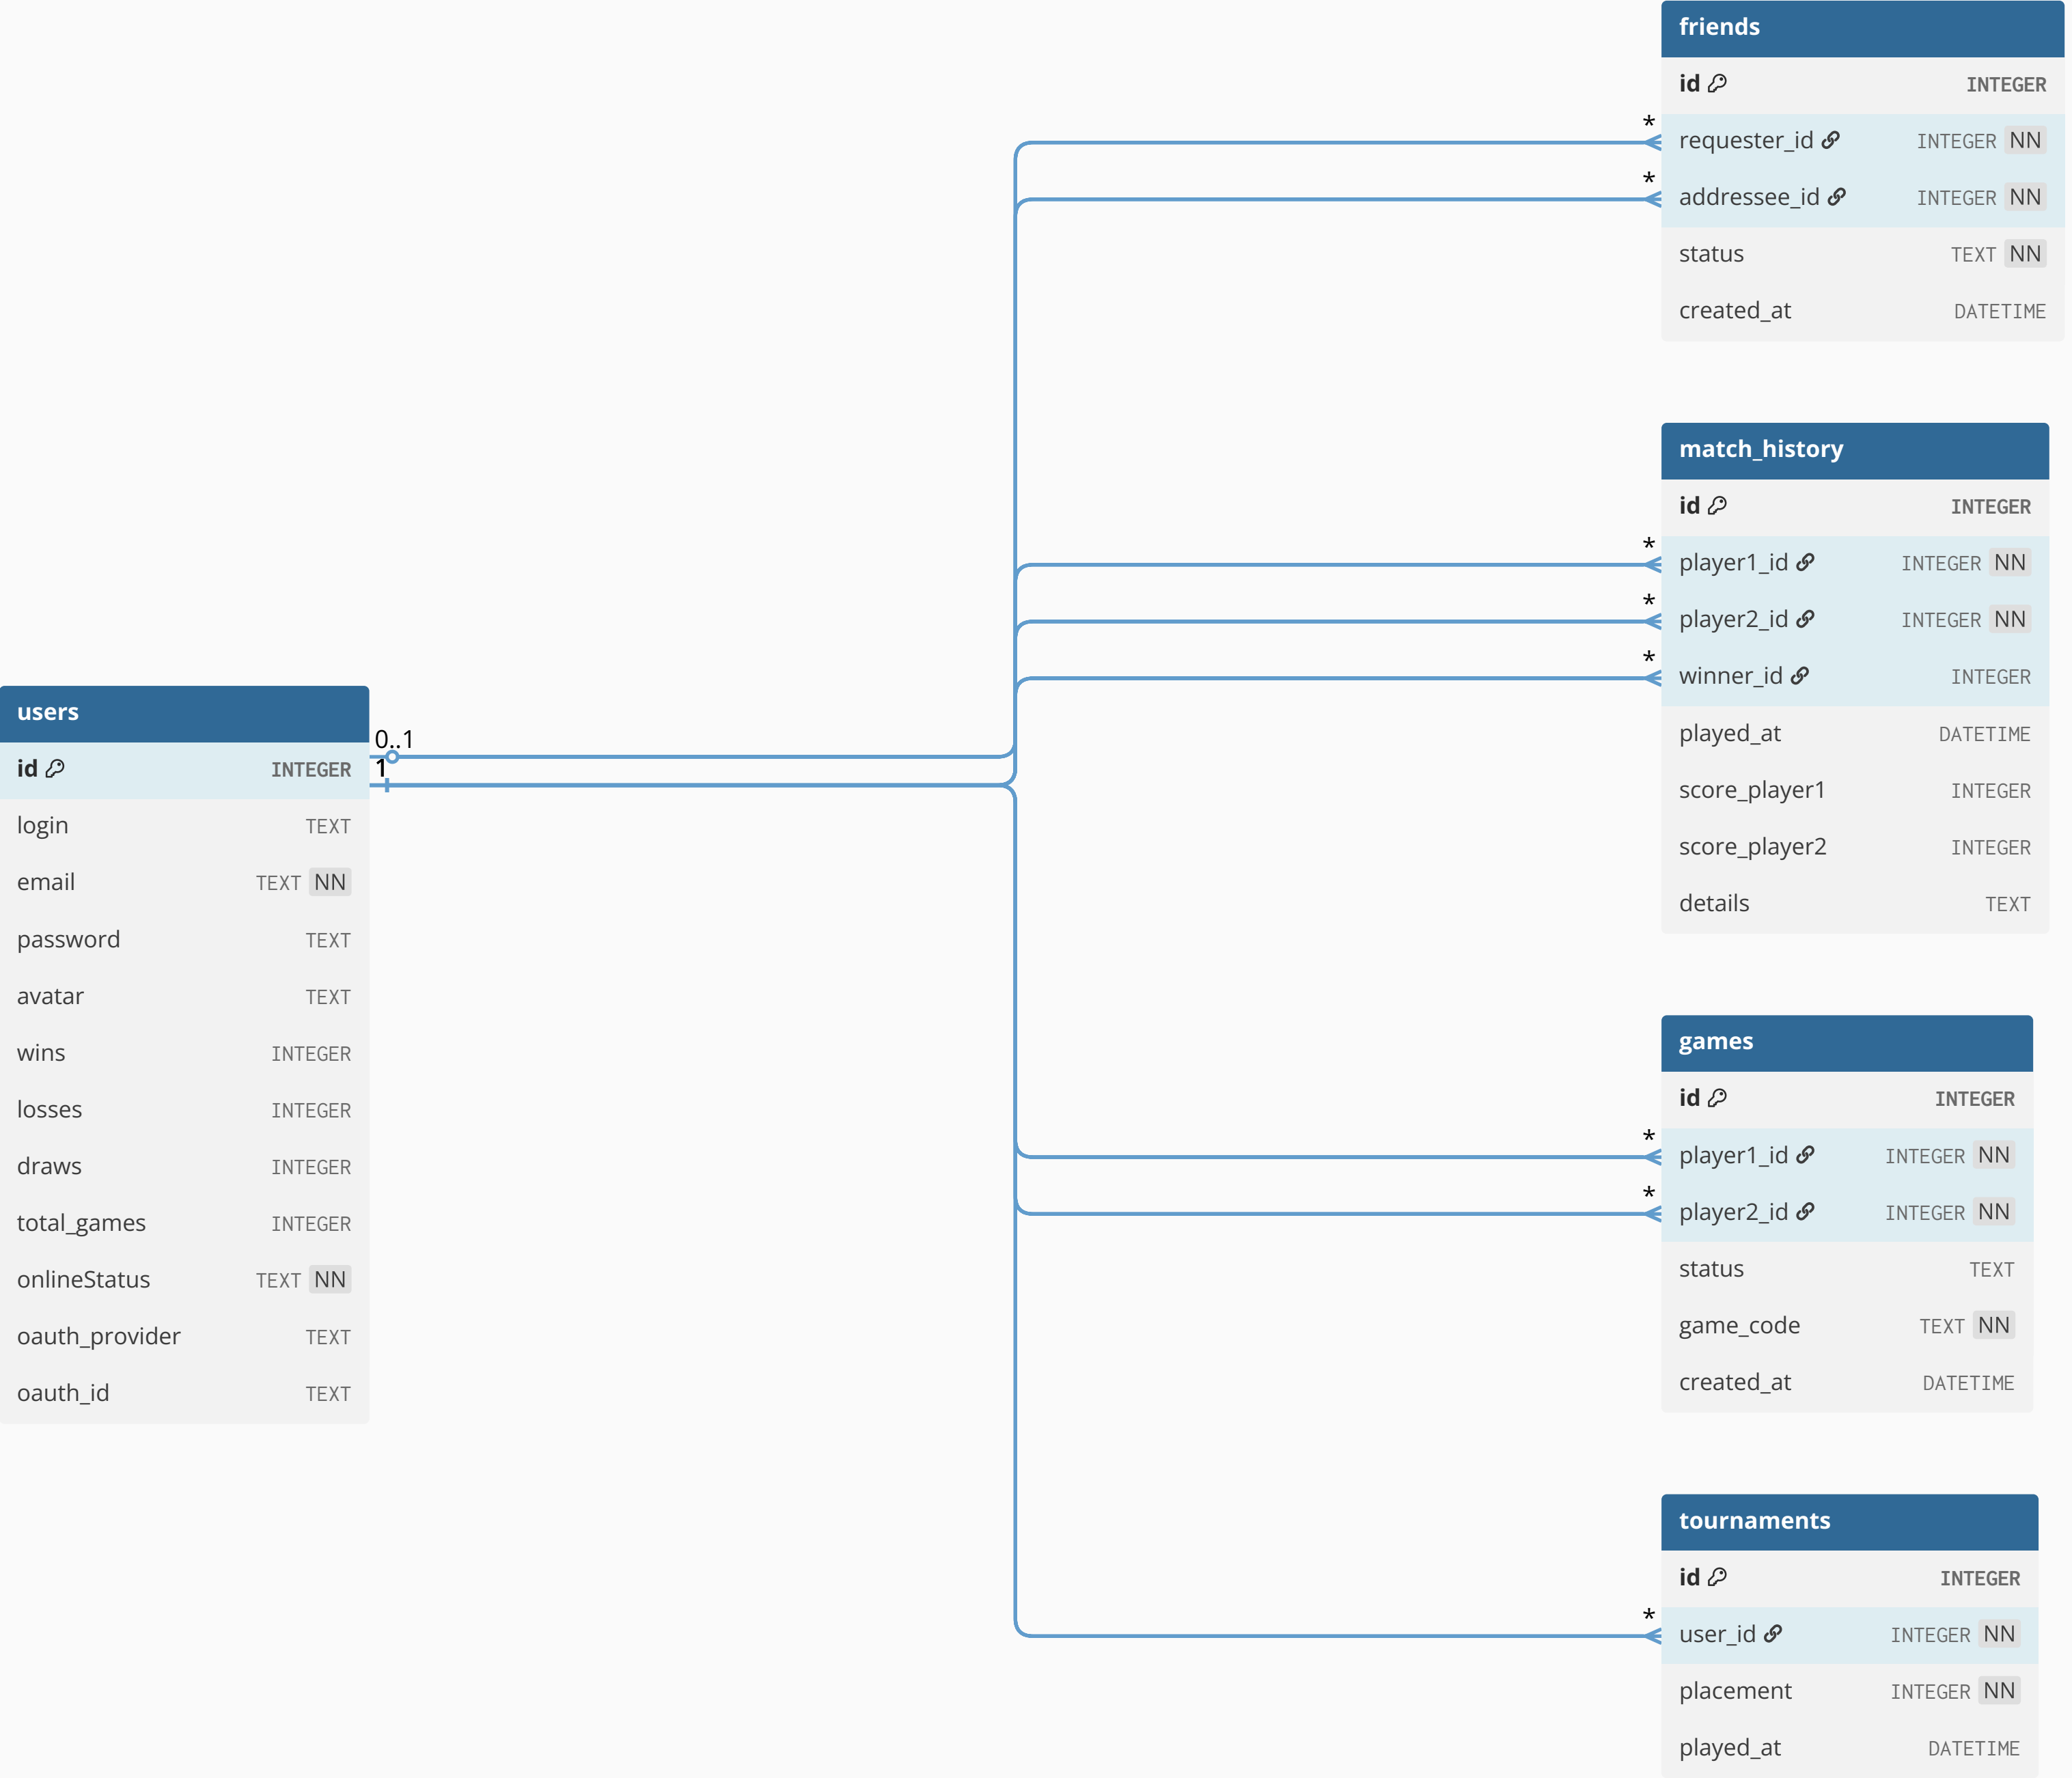 friends
id INTEGER
* requester_id INTEGER NN
* addressee_id INTEGER NN
status TEXT NN
created_at DATETIME
match_history
id INTEGER
* player1_id INTEGER NN
* player2_id INTEGER NN
* winner_id INTEGER
played_at DATETIME
score_player1 INTEGER
score_player2 INTEGER
details TEXT
users
0..1
id INTEGER 1
login TEXT
email TEXT NN
password TEXT
avatar TEXT
wins INTEGER
losses INTEGER
draws INTEGER
total_games INTEGER
onlineStatus TEXT NN
oauth_provider TEXT
oauth_id TEXT
games
id INTEGER
* player1_id INTEGER NN
* player2_id INTEGER NN
status TEXT
game_code TEXT NN
created_at DATETIME
tournaments
id INTEGER
* user_id INTEGER NN
placement INTEGER NN
played_at DATETIME